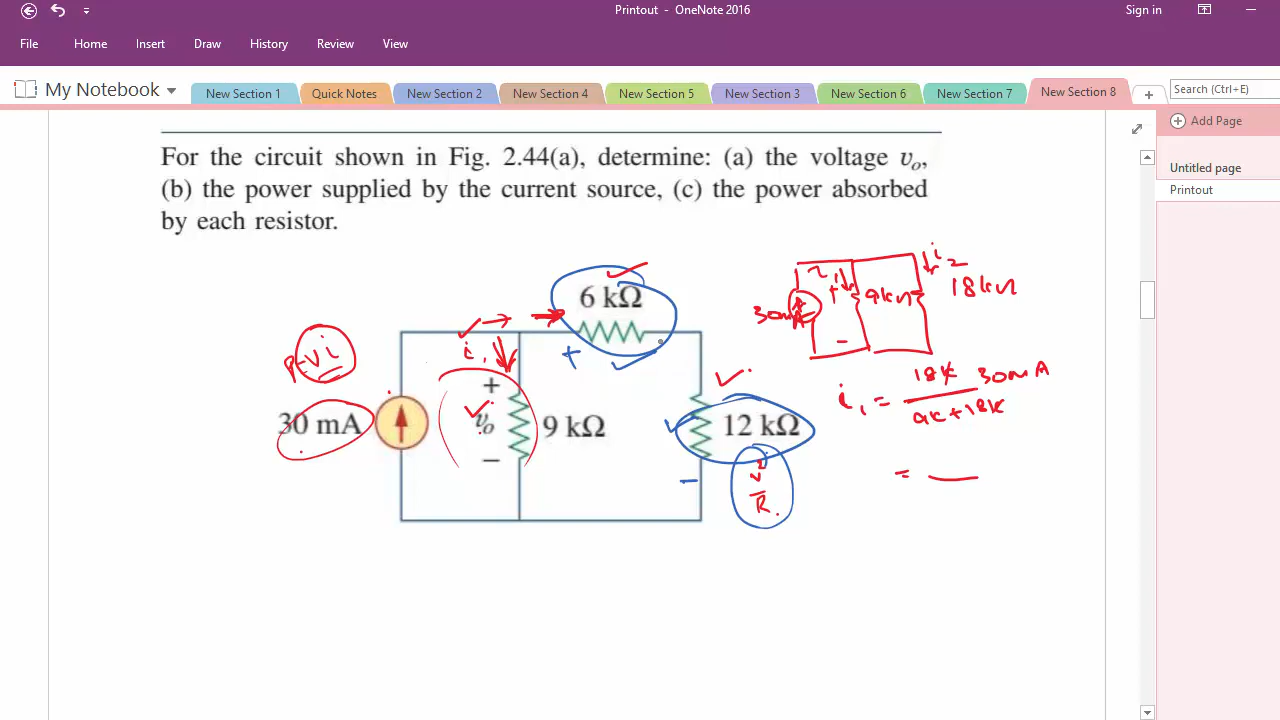 Printout - OneNote 2016
Sign in
File Home Insert Draw History Review View
My Notebook
New Section 1 Quick Notes New Section 2 New Section 4 New Section 5 New Section 3 New Section 6 New Section 7 New Section 8
Search (Ctrl+E)
Add Page
Untitled page
Printout
For the circuit shown in Fig. 2.44(a), determine: (a) the voltage vₒ,
(b) the power supplied by the current source, (c) the power absorbed
by each resistor.
6 kΩ
30 mA
+
vₒ
−
9 kΩ
12 kΩ
p=vi
i₁
+
−
v²
R
30mA
+
−
9kΩ
i₂
18kΩ
i₁ = 18k 30mA
9k+18k
=